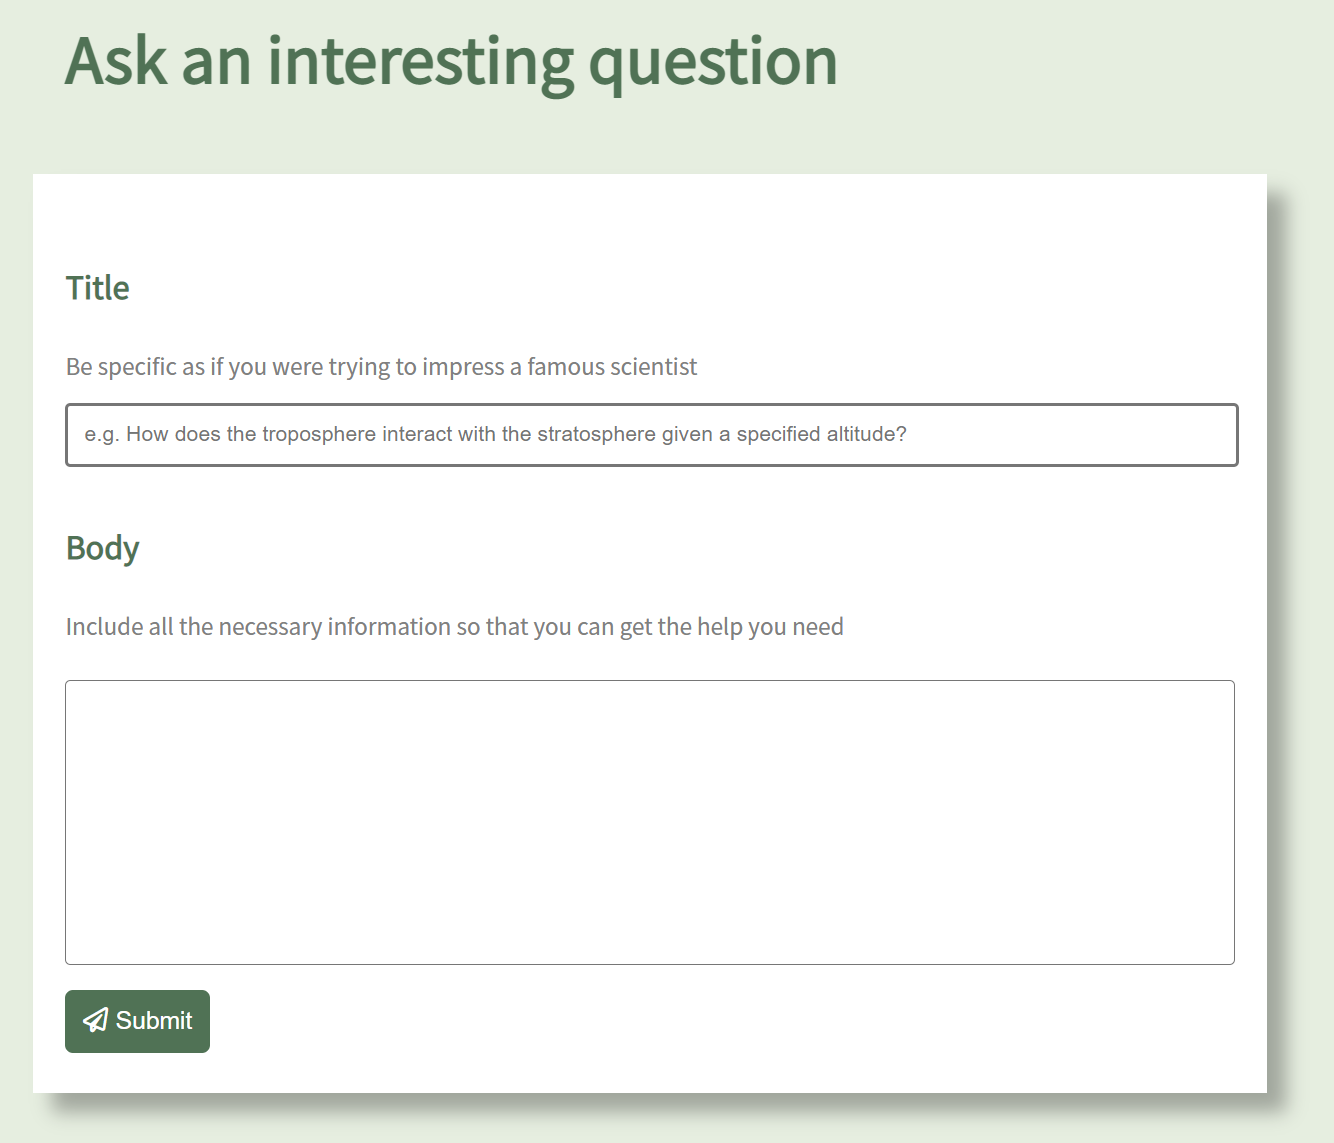 Ask an interesting question
Title
Be specific as if you were trying to impress a famous scientist
e.g. How does the troposphere interact with the stratosphere given a specified altitude?
Body
Include all the necessary information so that you can get the help you need
Submit